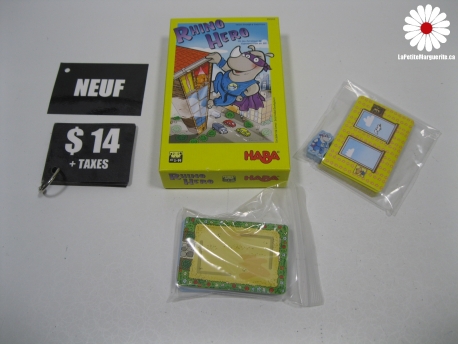 LaPetiteMarguerite.ca
NEUF
$ 14
+ TAXES
RHINO
HERO
HABA
RHINO HERO
HABA